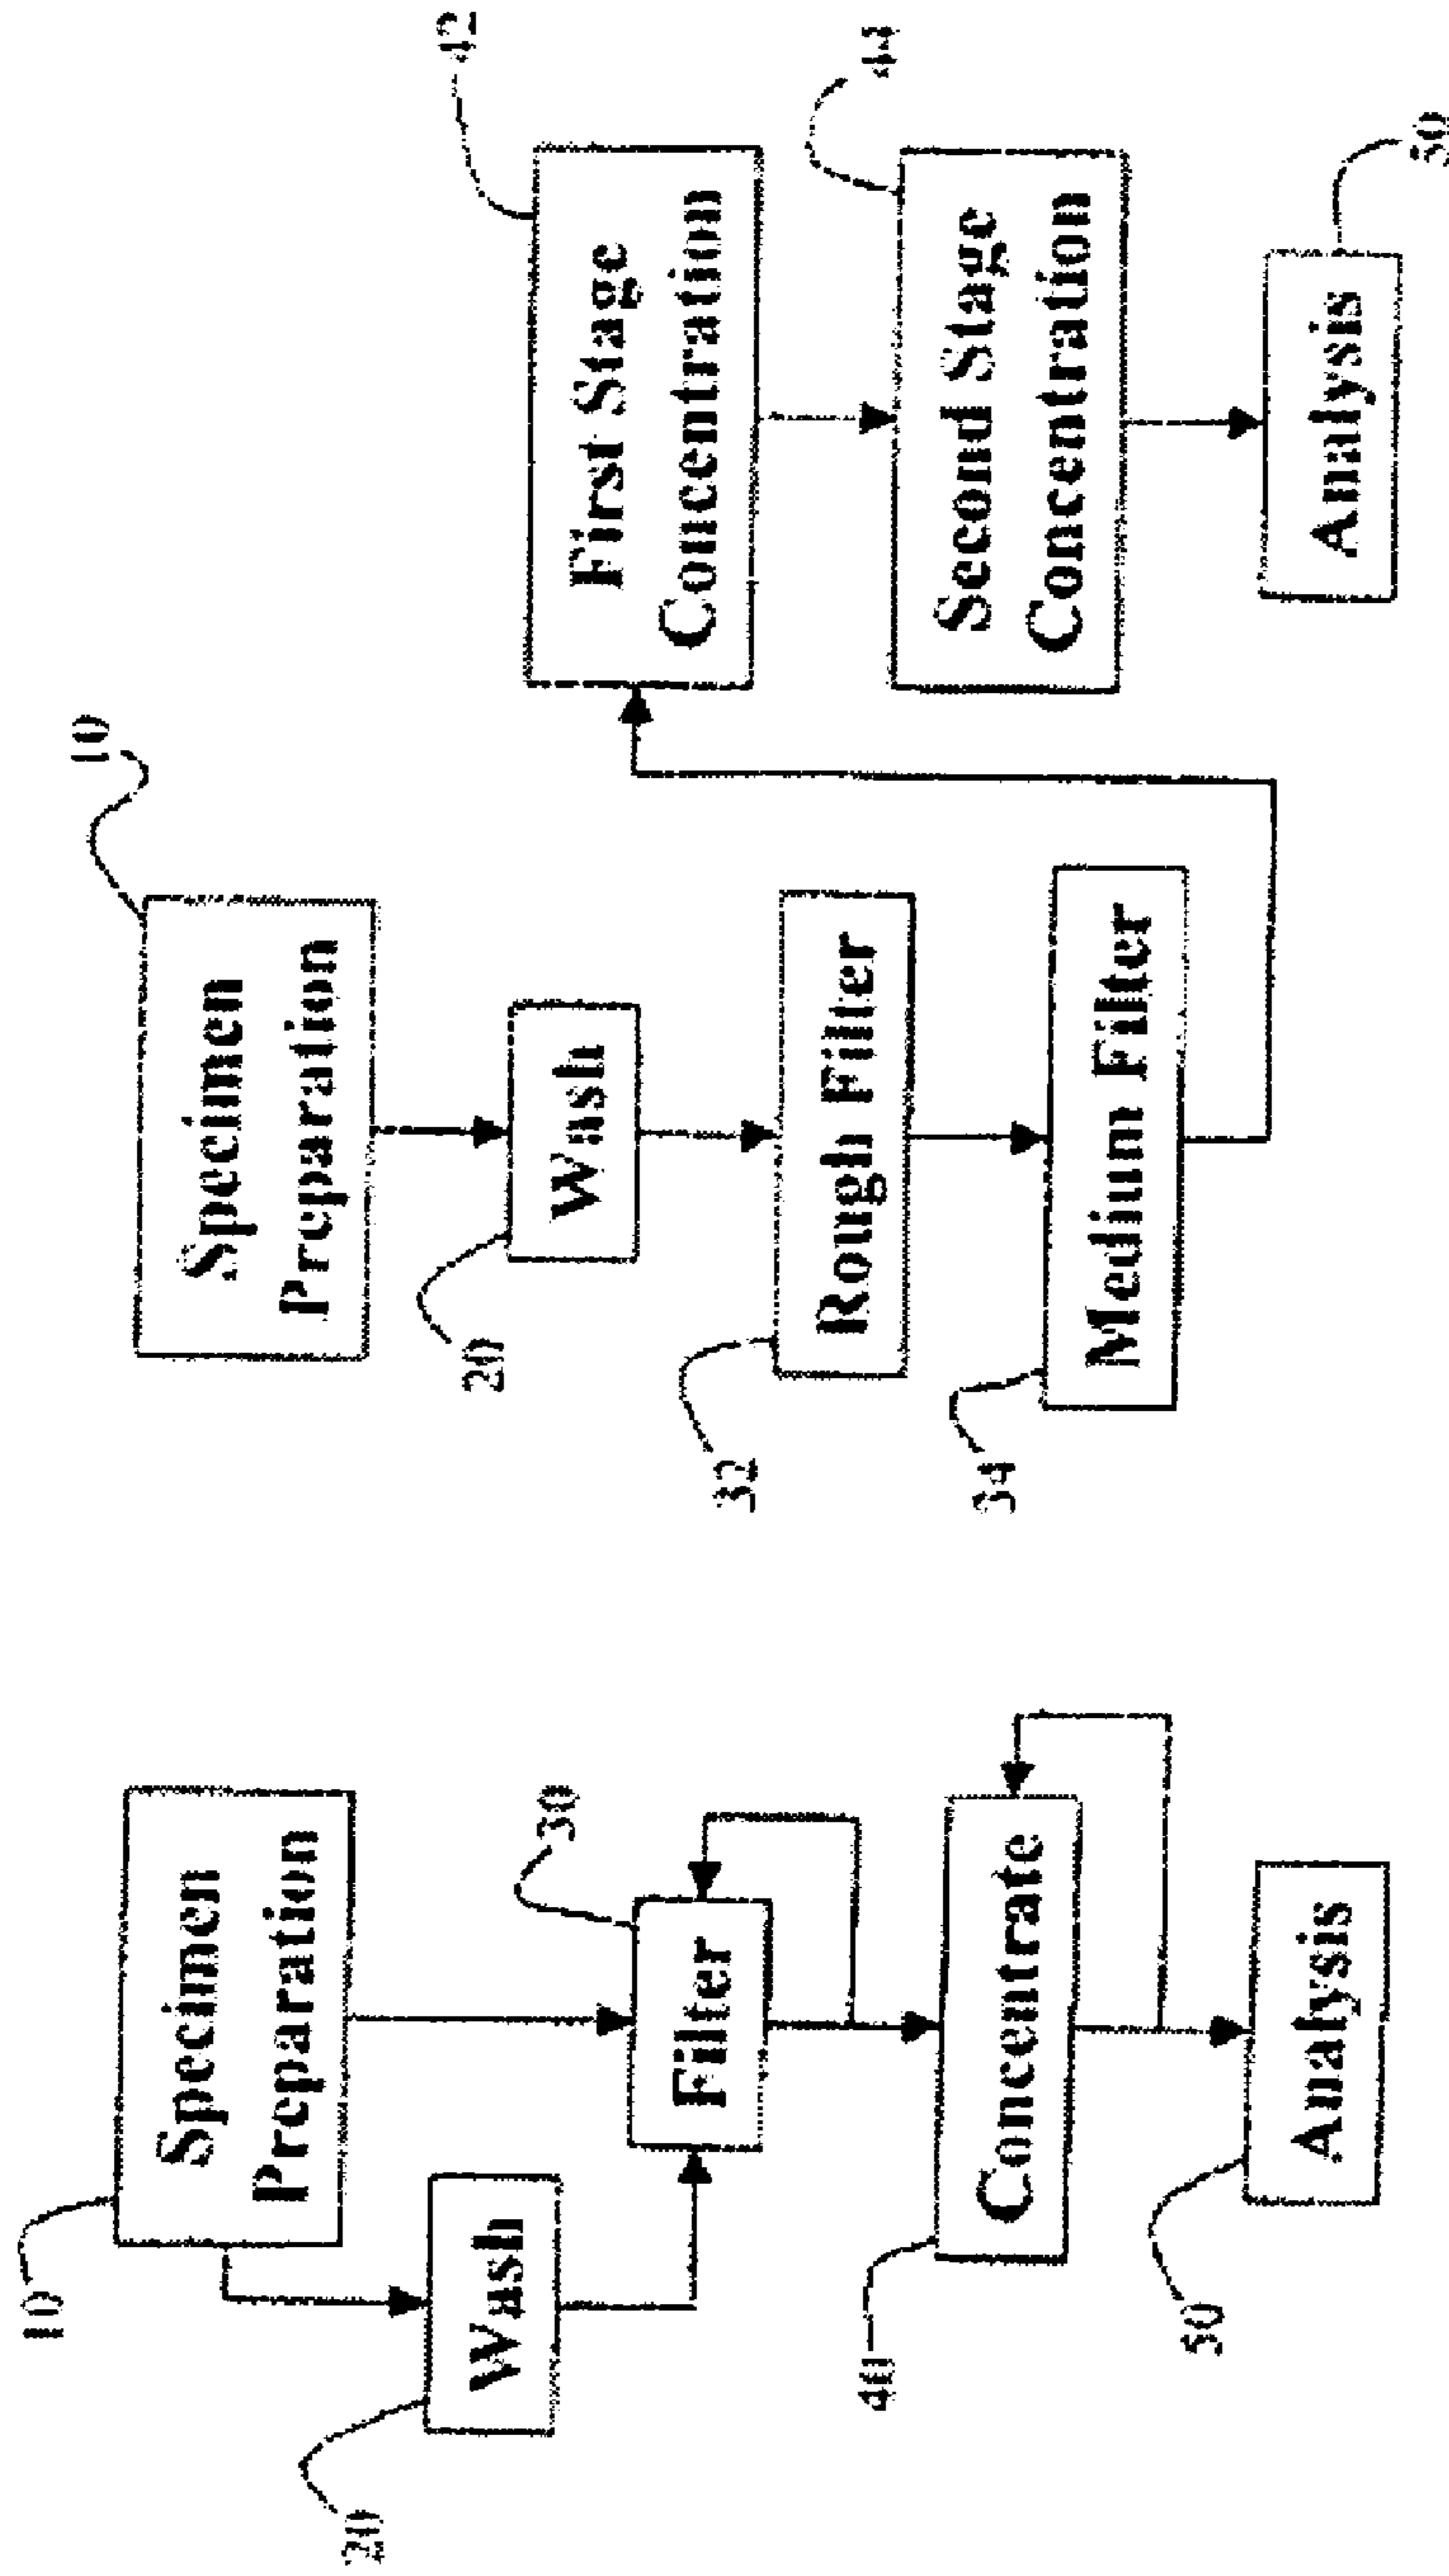 10
Specimen
Preparation
20
Wash
30
Filter
40
Concentrate
50
Analysis
10
Specimen
Preparation
20
Wash
32
Rough Filter
34
Medium Filter
42
First Stage
Concentration
44
Second Stage
Concentration
50
Analysis